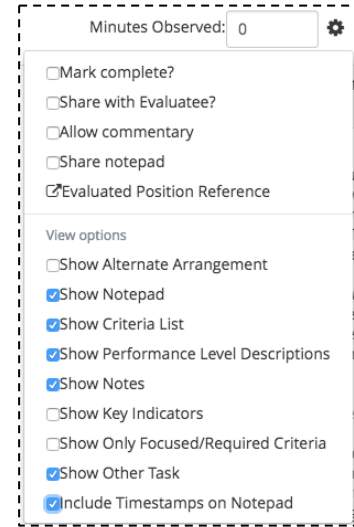 Minutes Observed: 0
Mark complete?
Share with Evaluatee?
Allow commentary
Share notepad
Evaluated Position Reference
View options
Show Alternate Arrangement
Show Notepad
Show Criteria List
Show Performance Level Descriptions
Show Notes
Show Key Indicators
Show Only Focused/Required Criteria
Show Other Task
Include Timestamps on Notepad